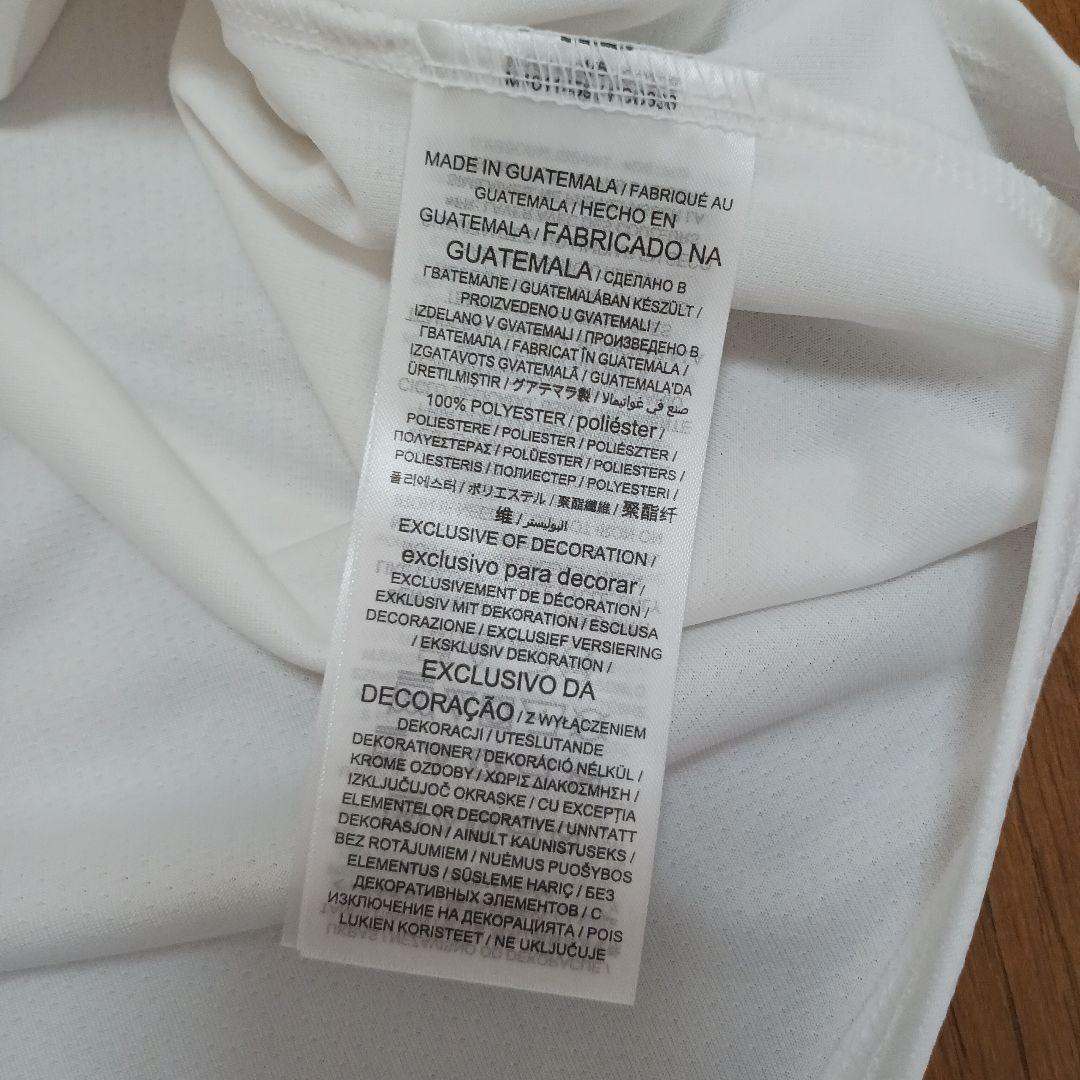 MADE IN GUATEMALA / FABRIQUÉ AU
GUATEMALA / HECHO EN
GUATEMALA / FABRICADO NA
GUATEMALA / СДЕЛАНО В
ГВАТЕМАЛЕ / GUATEMALÁBAN KÉSZÜLT /
PROIZVEDENO U GVATEMALI /
IZDELANO V GVATEMALI / ПРОИЗВЕДЕНО В
ГВАТЕМАЛА / FABRICAT ÎN GUATEMALA /
IZGATAVOTS GVATEMALĀ / GUATEMALA'DA
ÜRETILMIŞTIR / グアテマラ製 / صنع في غواتيمالا
100% POLYESTER / poliéster /
POLIESTERE / POLIESTER / POLIÉSZTER /
ΠΟΛΥΕΣΤΕΡΑΣ / POLÜESTER / POLIESTERS /
POLIESTERIS / ПОЛИЕСТЕР / POLYESTERI /
폴리에스터 / ポリエステル / 聚酯纖維 / 聚酯纤
维 / البوليستر
EXCLUSIVE OF DECORATION /
exclusivo para decorar /
EXCLUSIVEMENT DE DÉCORATION /
EXKLUSIV MIT DEKORATION / ESCLUSA
DECORAZIONE / EXCLUSIEF VERSIERING
/ EKSKLUSIV DEKORATION /
EXCLUSIVO DA
DECORAÇÃO / Z WYŁĄCZENIEM
DEKORACJI / UTESLUTANDE
DEKORATIONER / DEKORÁCIÓ NÉLKÜL /
KROME OZDOBY / ΧΩΡΙΣ ΔΙΑΚΟΣΜΗΣΗ /
IZKLJUČUJOČ OKRASKE / CU EXCEPŢIA
ELEMENTELOR DECORATIVE / UNNTATT
DEKORASJON / AINULT KAUNISTUSEKS /
BEZ ROTĀJUMIEM / NUĖMUS PUOŠYBOS
ELEMENTUS / SÜSLEME HARIÇ / БЕЗ
ДЕКОРАТИВНЫХ ЭЛЕМЕНТОВ / С
ИЗКЛЮЧЕНИЕ НА ДЕКОРАЦИЯТА / POIS
LUKIEN KORISTEET / NE UKLJUČUJE